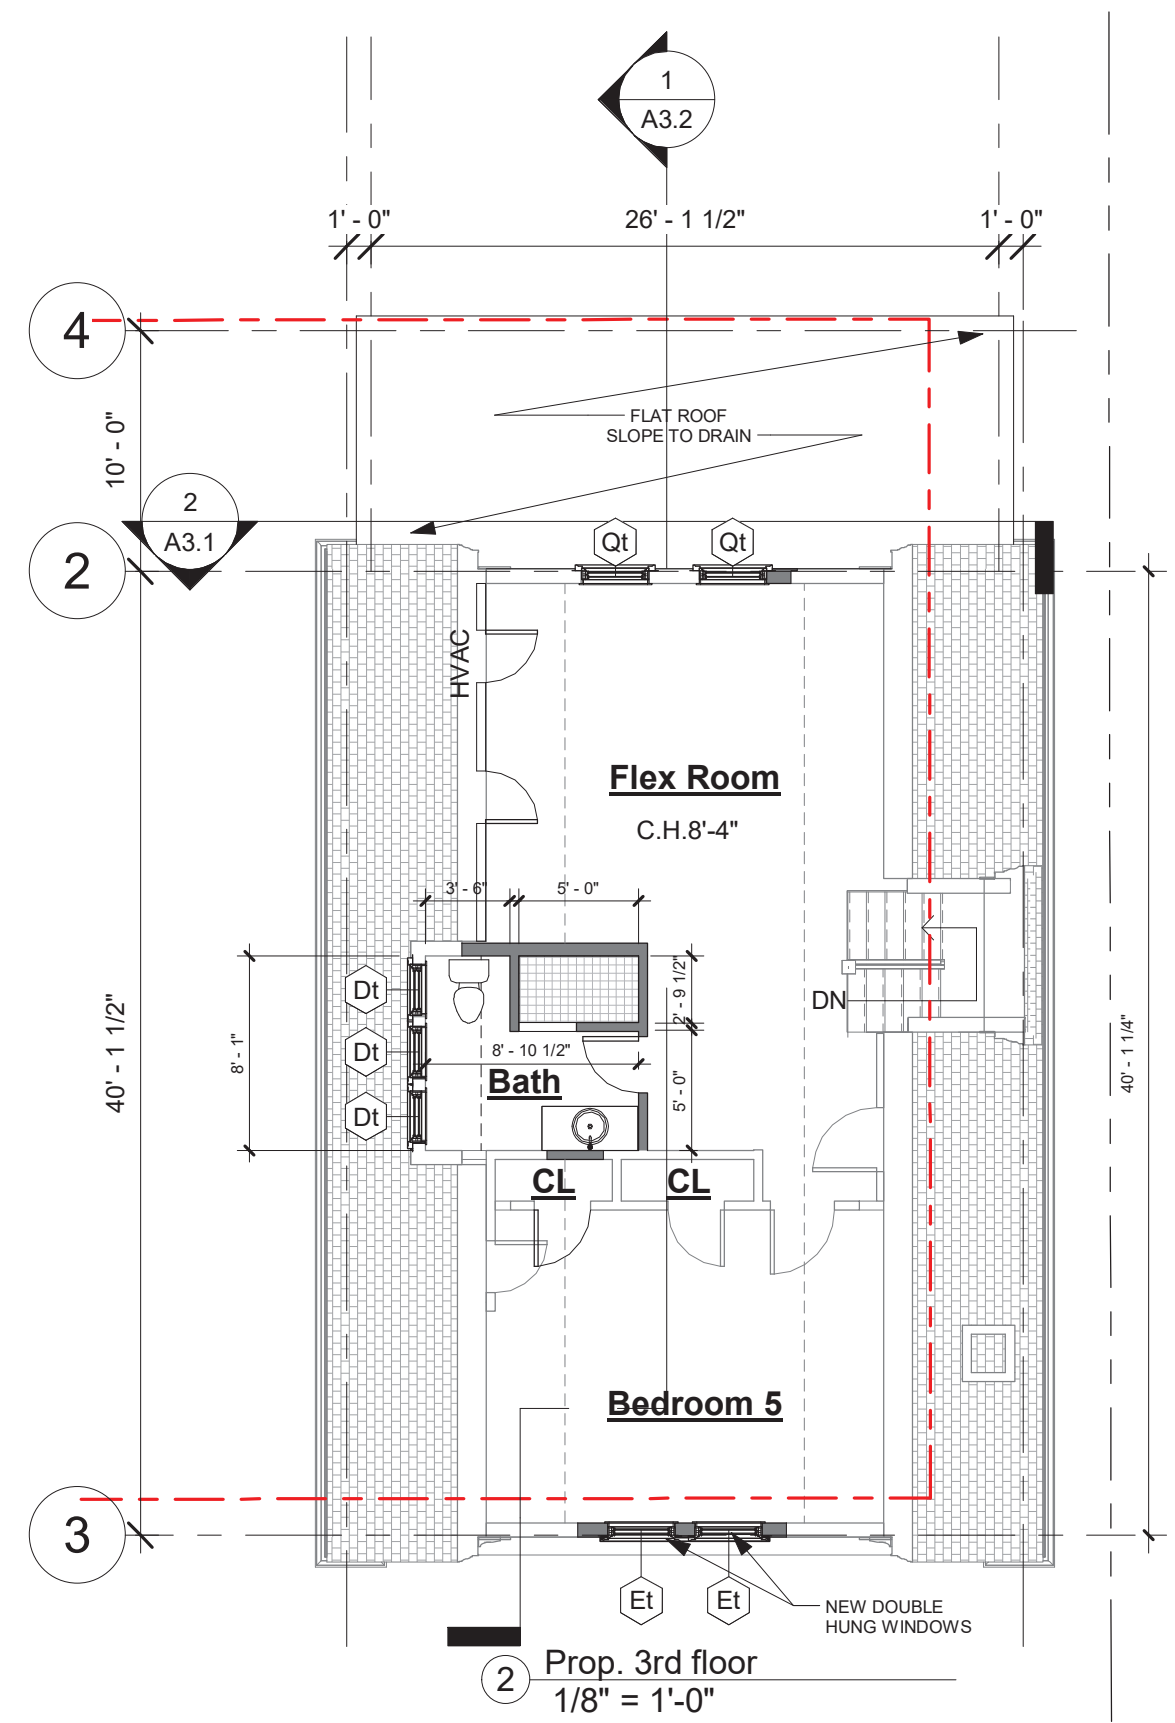 1
A3.2
1' - 0"
26' - 1 1/2"
1' - 0"
4
10' - 0"
FLAT ROOF
SLOPE TO DRAIN
2
A3.1
2
Qt
Qt
HVAC
Flex Room
C.H.8'-4"
3' - 6"
5' - 0"
2' - 9 1/2"
Dt
DN
40' - 1 1/2"
8' - 1"
Dt
8' - 10 1/2"
40' - 1 1/4"
Bath
5' - 0"
Dt
CL
CL
Bedroom 5
3
Et
Et
NEW DOUBLE
HUNG WINDOWS
2
Prop. 3rd floor
1/8" = 1'-0"